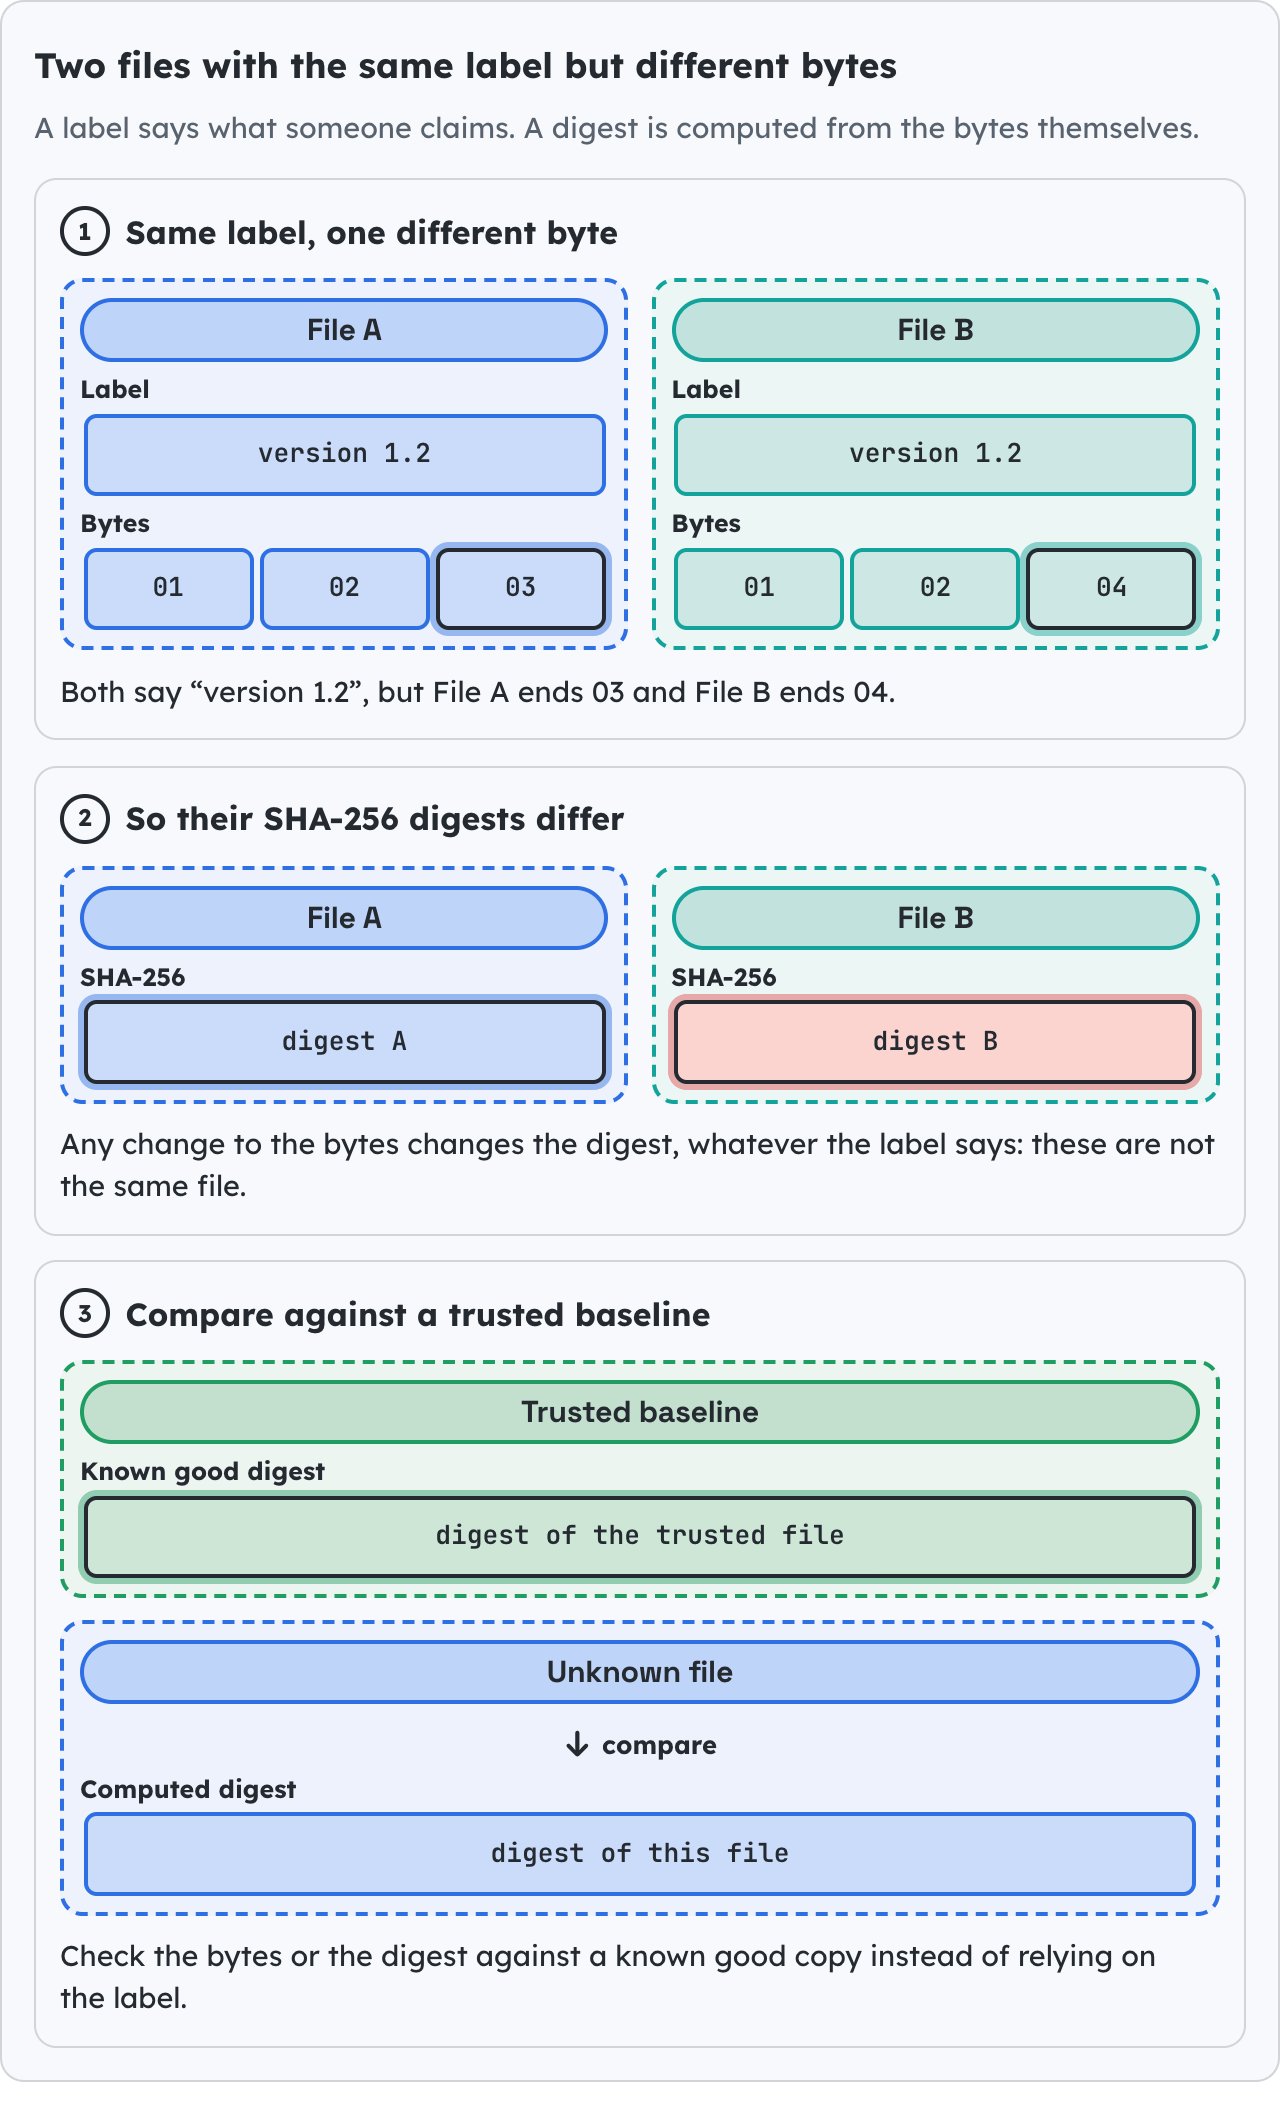 Two files with the same label but different bytes
A label says what someone claims. A digest is computed from the bytes themselves.
1 Same label, one different byte
File A
Label
version 1.2
Bytes
01 02 03
File B
Label
version 1.2
Bytes
01 02 04
Both say “version 1.2”, but File A ends 03 and File B ends 04.
2 So their SHA-256 digests differ
File A
SHA-256
digest A
File B
SHA-256
digest B
Any change to the bytes changes the digest, whatever the label says: these are not
the same file.
3 Compare against a trusted baseline
Trusted baseline
Known good digest
digest of the trusted file
Unknown file
↓ compare
Computed digest
digest of this file
Check the bytes or the digest against a known good copy instead of relying on
the label.